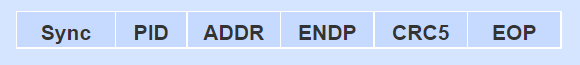 Sync PID ADDR ENDP CRC5 EOP